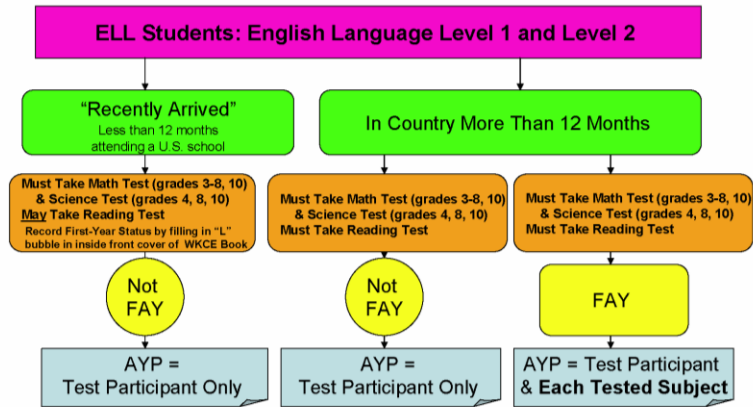 ELL Students: English Language Level 1 and Level 2
“Recently Arrived”
Less than 12 months
attending a U.S. school
In Country More Than 12 Months
Must Take Math Test (grades 3-8, 10)
& Science Test (grades 4, 8, 10)
May Take Reading Test
Record First-Year Status by filling in “L”
bubble in inside front cover of WKCE Book
Must Take Math Test (grades 3-8, 10)
& Science Test (grades 4, 8, 10)
Must Take Reading Test
Must Take Math Test (grades 3-8, 10)
& Science Test (grades 4, 8, 10)
Must Take Reading Test
Not
FAY
Not
FAY
FAY
AYP =
Test Participant Only
AYP =
Test Participant Only
AYP = Test Participant
& Each Tested Subject